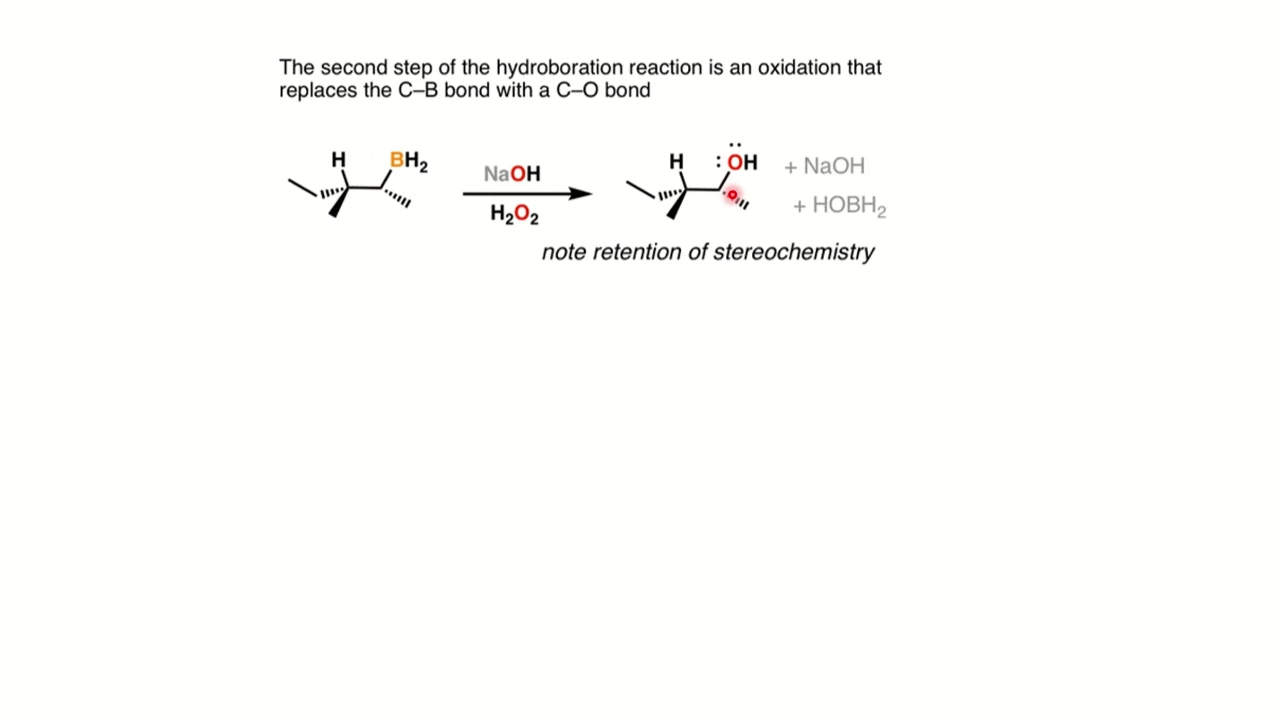 The second step of the hydroboration reaction is an oxidation that
replaces the C–B bond with a C–O bond
H BH₂ NaOH H₂O₂ H :OH + NaOH
+ HOBH₂
note retention of stereochemistry